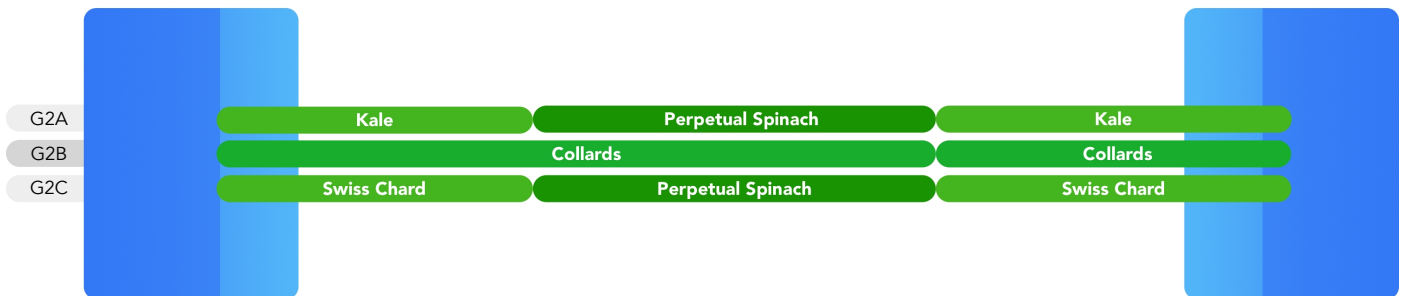 G2A Kale Perpetual Spinach Kale
G2B Collards Collards
G2C Swiss Chard Perpetual Spinach Swiss Chard